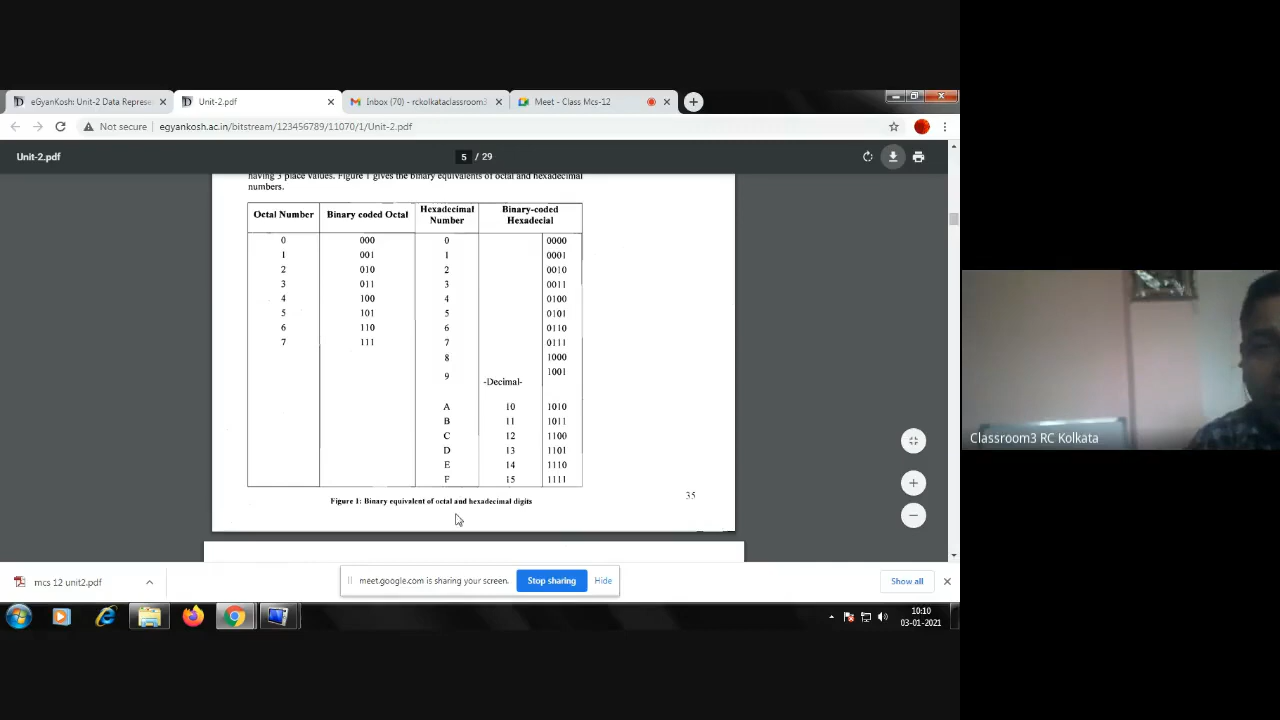 eGyanKosh: Unit-2 Data Represe
Unit-2.pdf
Inbox (70) - rckolkataclassroom3
Meet - Class Mcs-12
Not secure
egyankosh.ac.in/bitstream/123456789/11070/1/Unit-2.pdf
Unit-2.pdf
5 / 29
having 3 place values. Figure 1 gives the binary equivalents of octal and hexadecimal
numbers.
Octal Number Binary coded Octal Hexadecimal Number Binary-coded Hexadecial
0 000 0 0000
1 001 1 0001
2 010 2 0010
3 011 3 0011
4 100 4 0100
5 101 5 0101
6 110 6 0110
7 111 7 0111
8 1000
9 1001
-Decimal-
A 10 1010
B 11 1011
C 12 1100
D 13 1101
E 14 1110
F 15 1111
Figure 1: Binary equivalent of octal and hexadecimal digits
35
Classroom3 RC Kolkata
mcs 12 unit2.pdf
meet.google.com is sharing your screen.
Stop sharing
Hide
Show all
10:10
03-01-2021